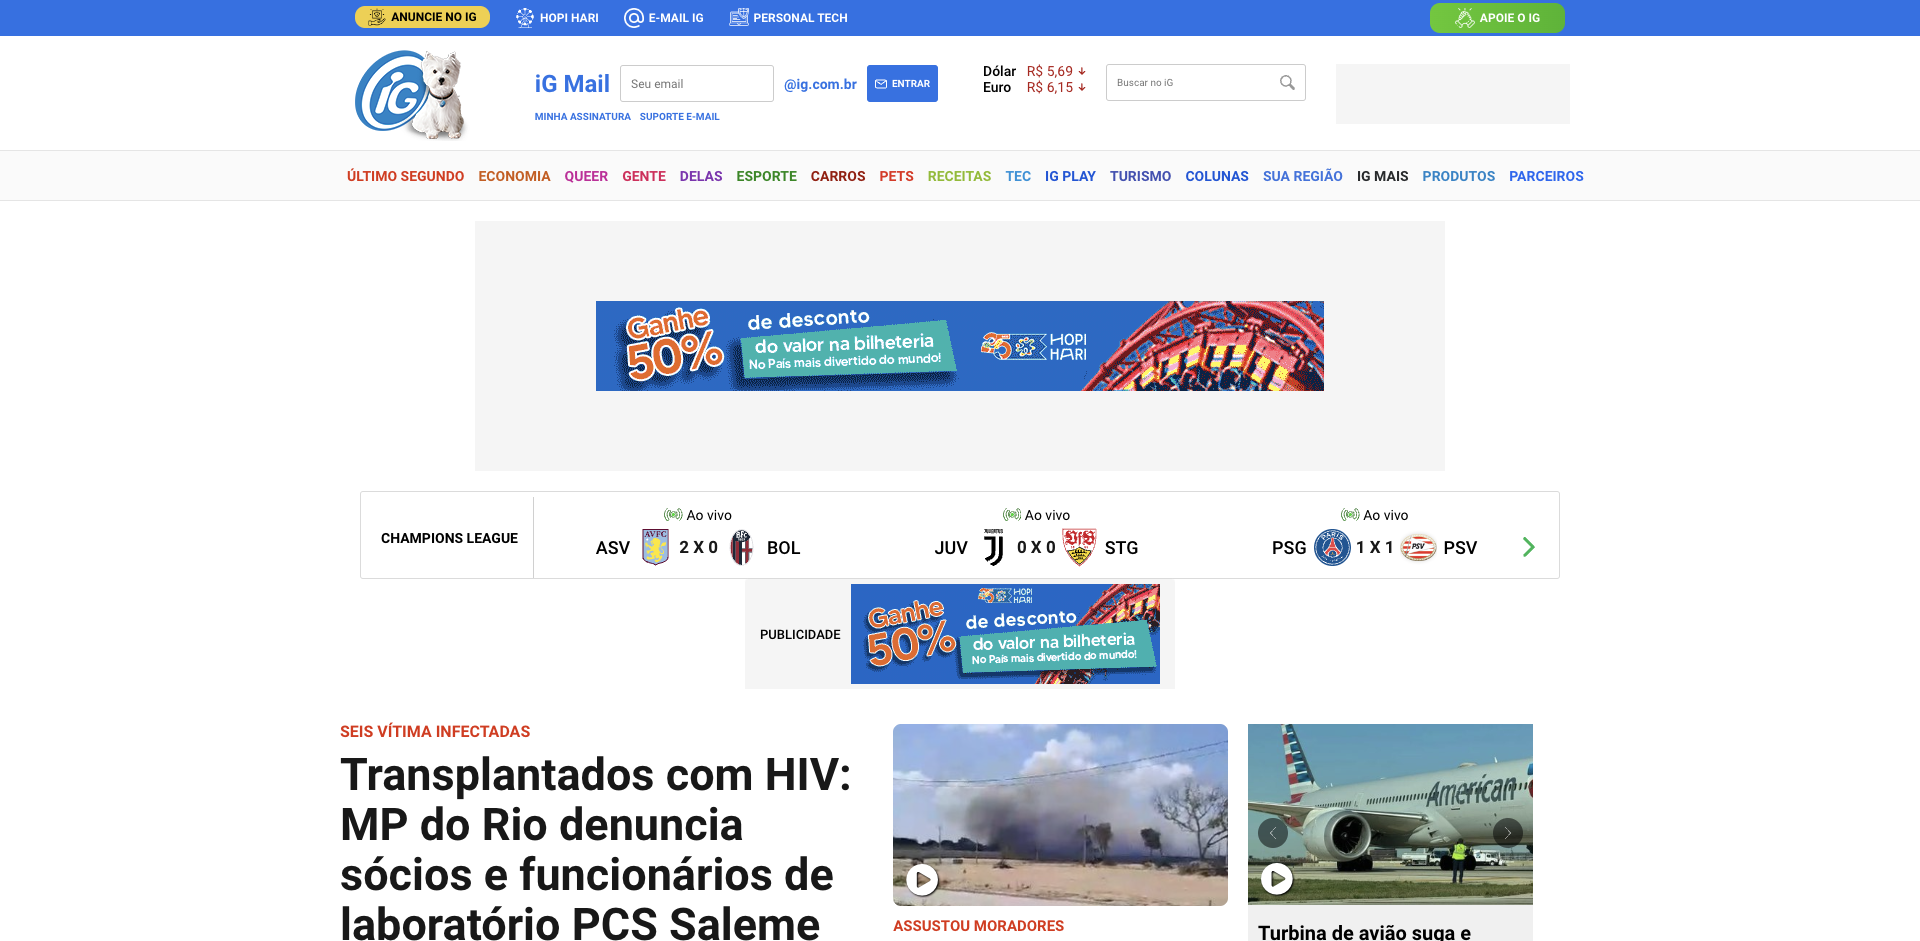 ANUNCIE NO IG
HOPI HARI
E-MAIL IG
PERSONAL TECH
APOIE O IG
iG
iG Mail
Seu email
@ig.com.br
ENTRAR
MINHA ASSINATURA
SUPORTE E-MAIL
Dólar R$ 5,69
Euro R$ 6,15
Buscar no iG
ÚLTIMO SEGUNDO ECONOMIA QUEER GENTE DELAS ESPORTE CARROS PETS RECEITAS TEC IG PLAY TURISMO COLUNAS SUA REGIÃO IG MAIS PRODUTOS PARCEIROS
Ganhe
50%
de desconto
do valor na bilheteria
No País mais divertido do mundo!
25
HOPI
HARI
CHAMPIONS LEAGUE
Ao vivo
ASV AVFC 2 X 0 BOL
Ao vivo
JUV JUVENTUS 0 X 0 STG
Ao vivo
PSG PARIS 1 X 1 PSV PSV
PUBLICIDADE
HOPI
HARI
Ganhe
50%
de desconto
do valor na bilheteria
No País mais divertido do mundo!
SEIS VÍTIMA INFECTADAS
Transplantados com HIV:
MP do Rio denuncia
sócios e funcionários de
laboratório PCS Saleme
ASSUSTOU MORADORES
American
Turbina de avião suga e